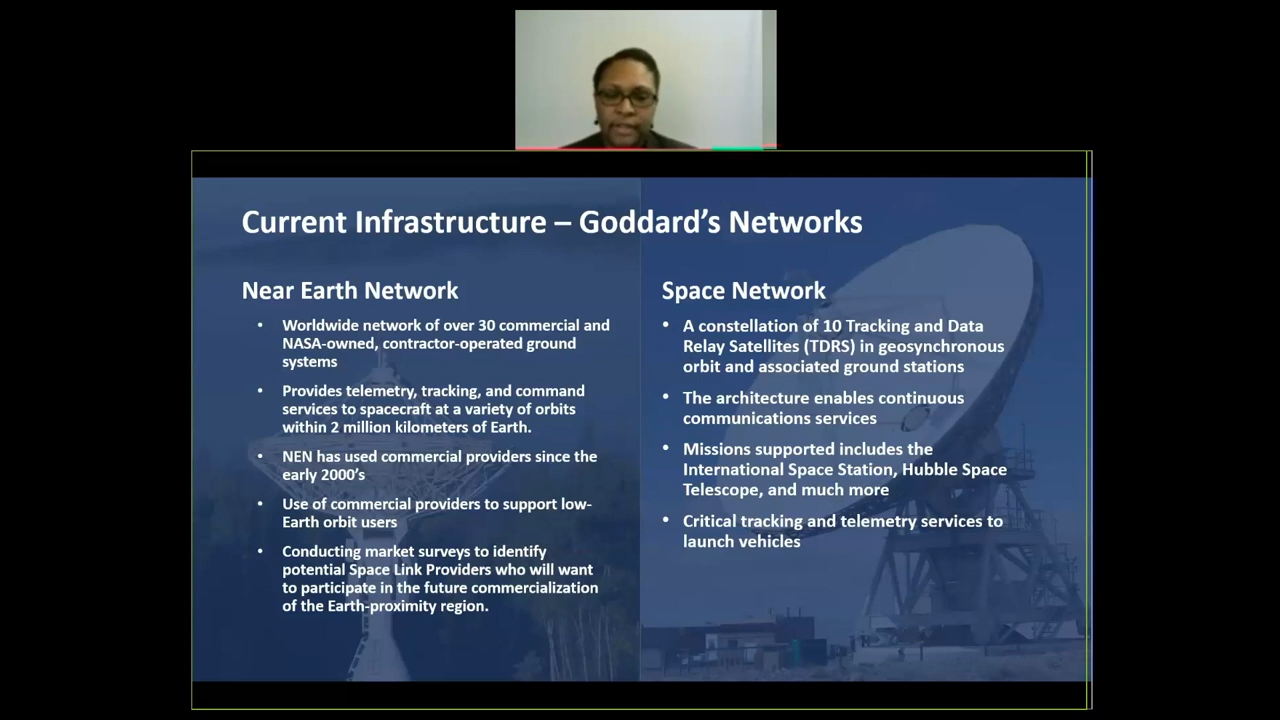 Current Infrastructure – Goddard's Networks
Near Earth Network
• Worldwide network of over 30 commercial and
NASA-owned, contractor-operated ground
systems
• Provides telemetry, tracking, and command
services to spacecraft at a variety of orbits
within 2 million kilometers of Earth.
• NEN has used commercial providers since the
early 2000's
• Use of commercial providers to support low-
Earth orbit users
• Conducting market surveys to identify
potential Space Link Providers who will want
to participate in the future commercialization
of the Earth-proximity region.
Space Network
• A constellation of 10 Tracking and Data
Relay Satellites (TDRS) in geosynchronous
orbit and associated ground stations
• The architecture enables continuous
communications services
• Missions supported includes the
International Space Station, Hubble Space
Telescope, and much more
• Critical tracking and telemetry services to
launch vehicles